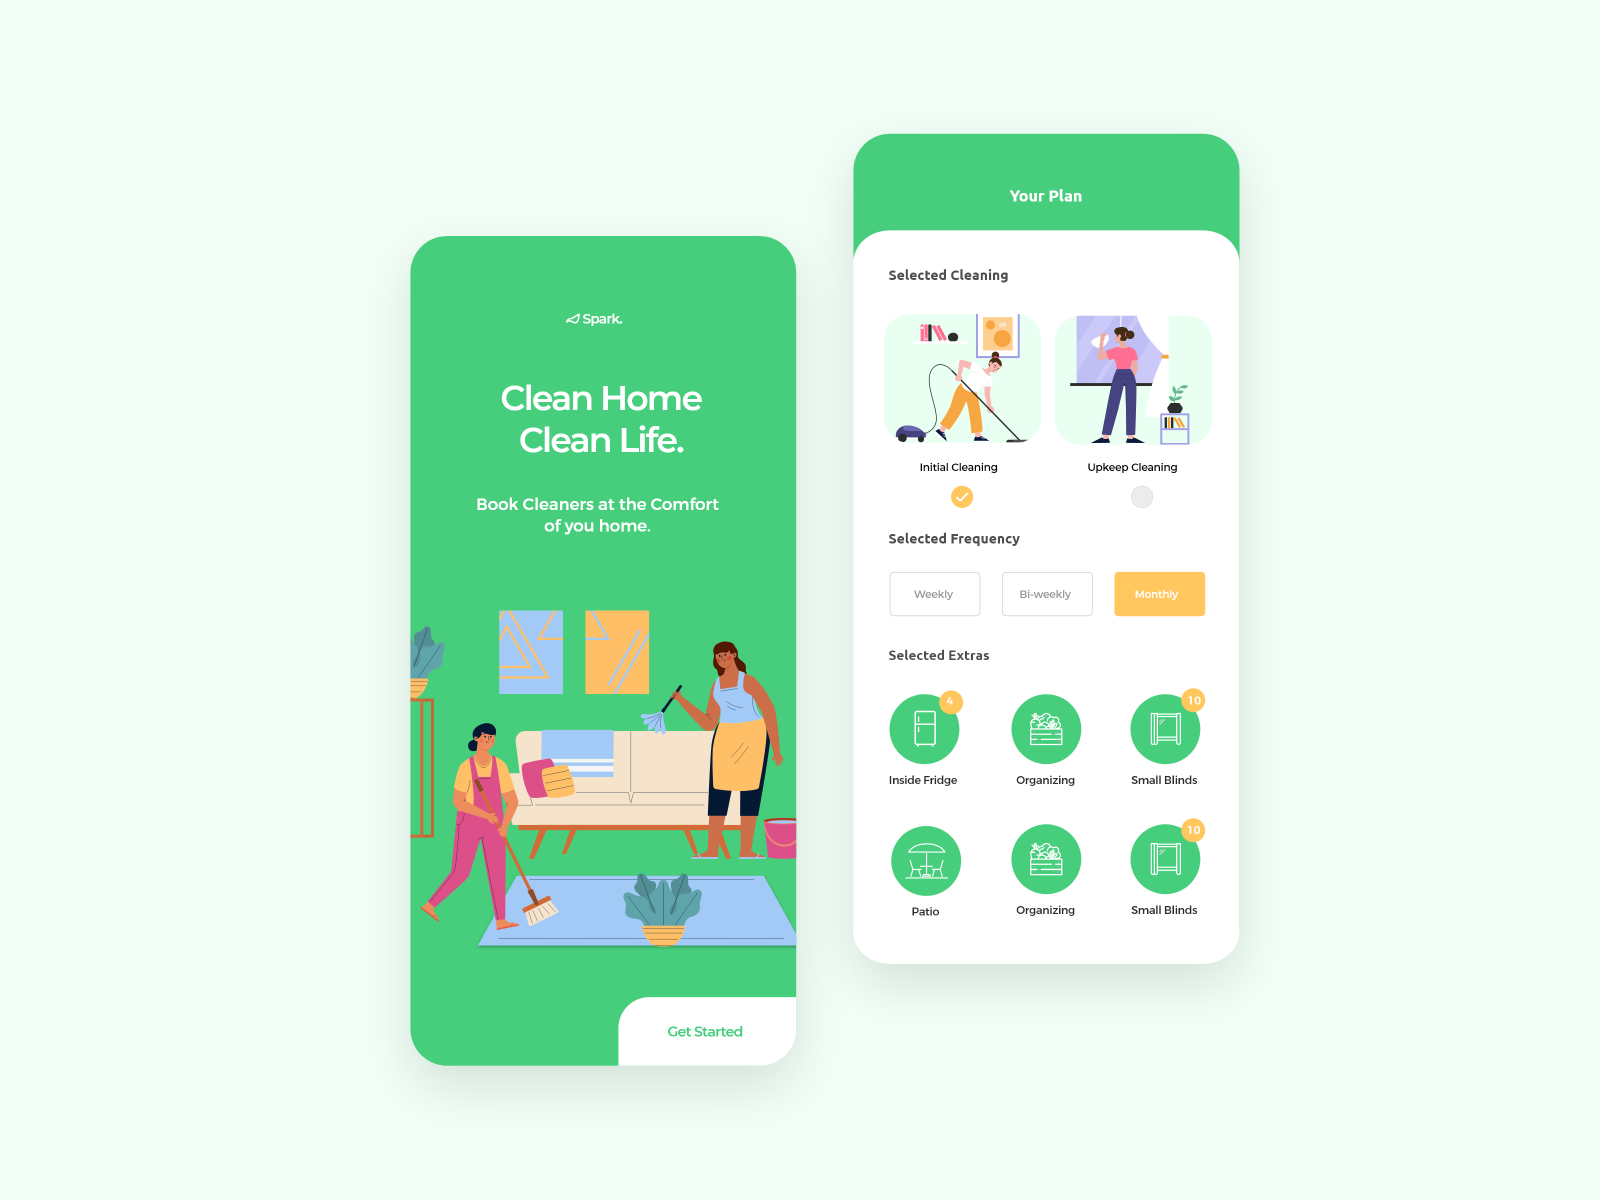 Spark.
Clean Home
Clean Life.
Book Cleaners at the Comfort
of you home.
Get Started
Your Plan
Selected Cleaning
Initial Cleaning
Upkeep Cleaning
Selected Frequency
Weekly
Bi-weekly
Monthly
Selected Extras
4
10
Inside Fridge
Organizing
Small Blinds
10
Patio
Organizing
Small Blinds